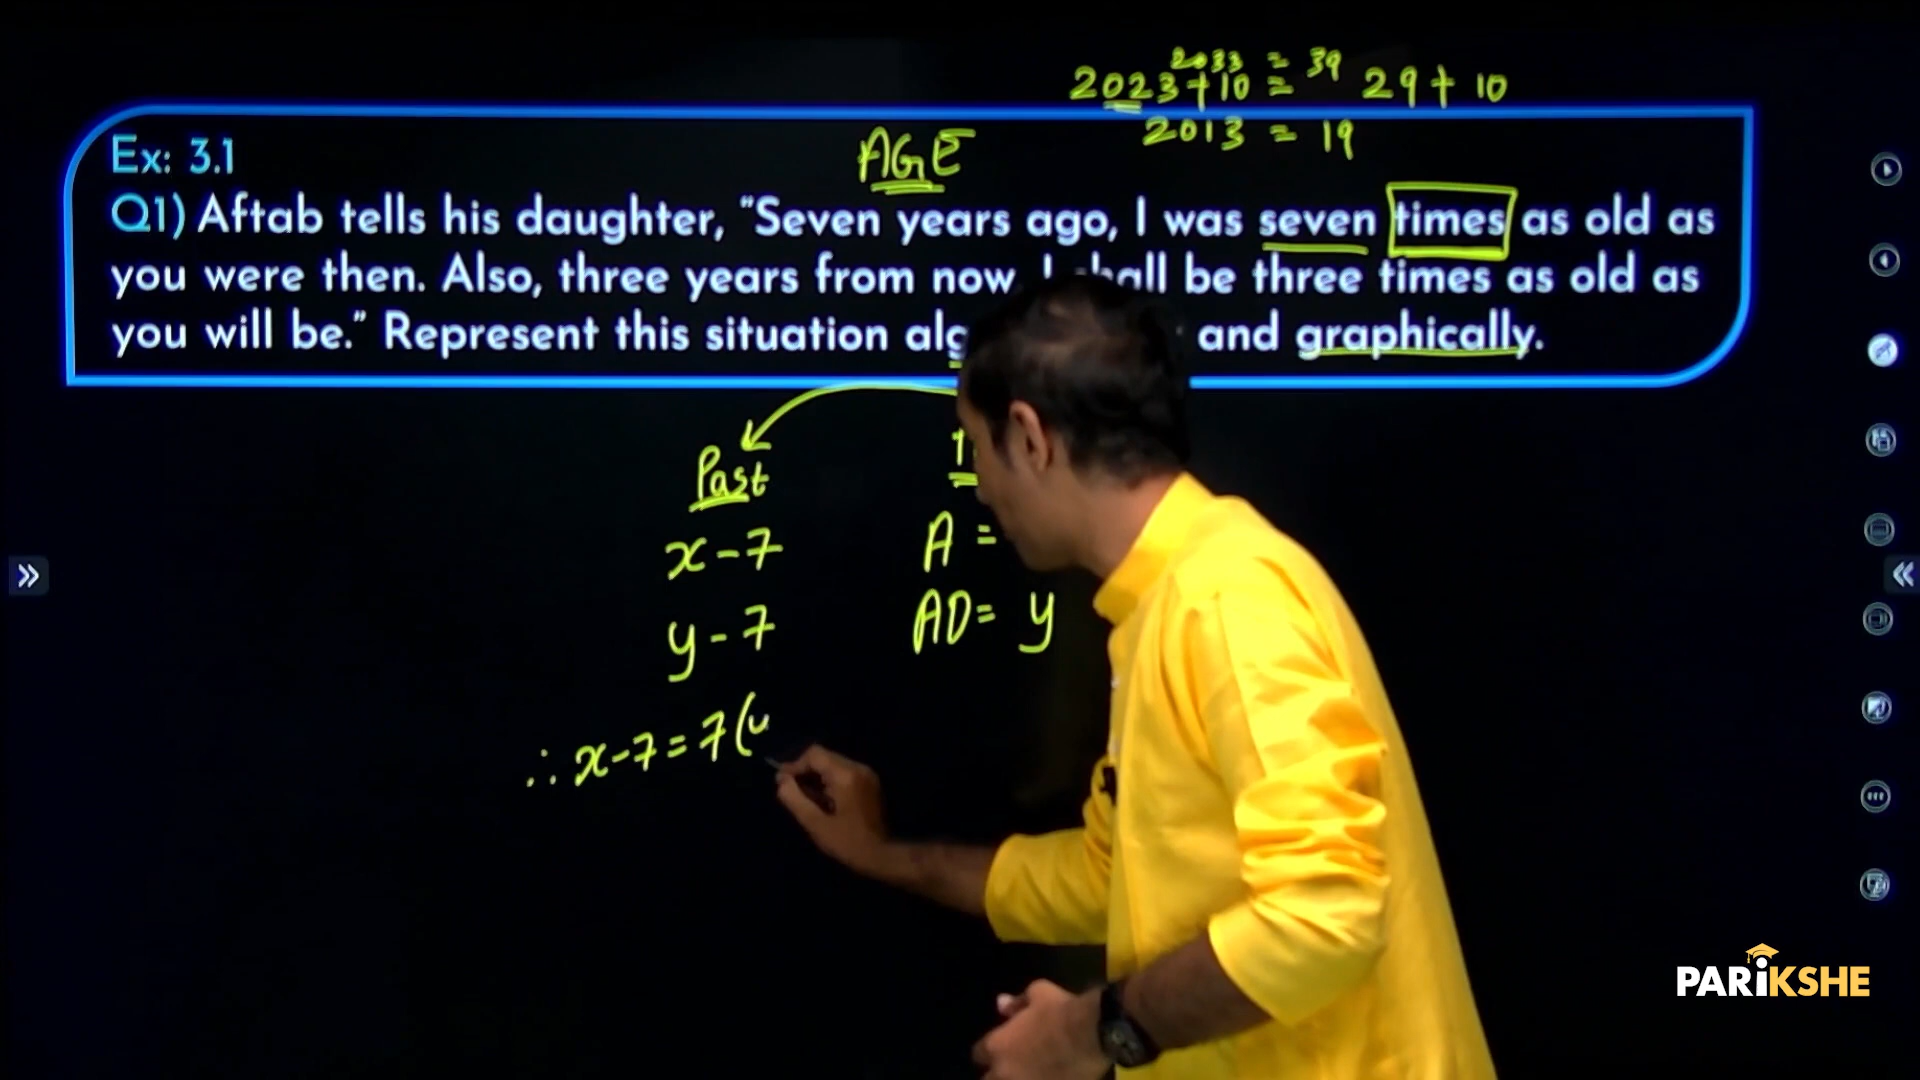 2033 = 39
2023+10 = 29+ 10
2013 = 19
AGE
Ex: 3.1
Q1) Aftab tells his daughter, "Seven years ago, I was seven times as old as
you were then. Also, three years from now shall be three times as old as
you will be." Represent this situation and graphically.
Past
x-7 A =
y-7 AD= y
∴ x-7=7(
PARiKSHE